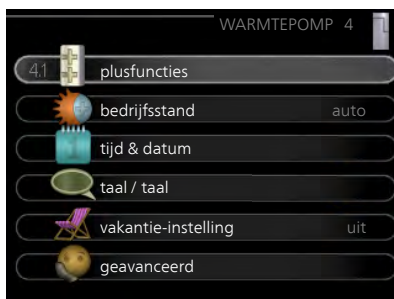 WARMTEPOMP 4
4.1 plusfuncties
bedrijfsstand auto
tijd & datum
taal / taal
vakantie-instelling uit
geavanceerd